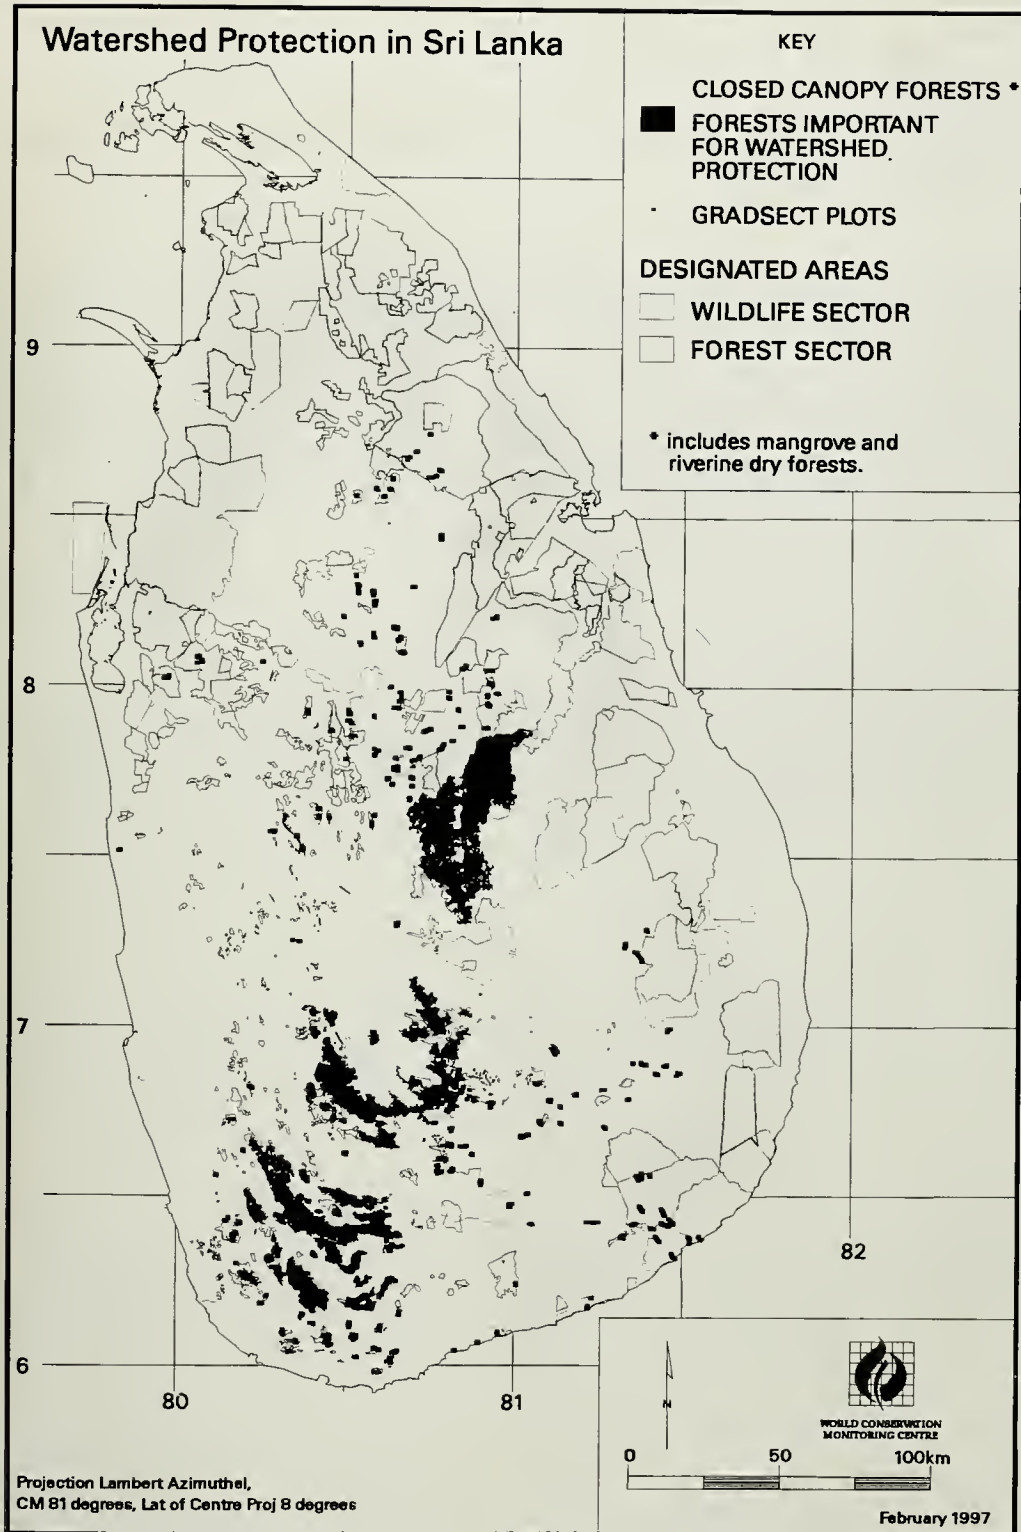 Watershed Protection in Sri Lanka
KEY
CLOSED CANOPY FORESTS *
FORESTS IMPORTANT
FOR WATERSHED.
PROTECTION
GRADSECT PLOTS
DESIGNATED AREAS
WILDLIFE SECTOR
FOREST SECTOR
* includes mangrove and
riverine dry forests.
9
8
7
6
80
81
82
N
WORLD CONSERVATION
MONITORING CENTRE
0 50 100km
Projection Lambert Azimuthel,
CM 81 degrees, Lat of Centre Proj 8 degrees
February 1997